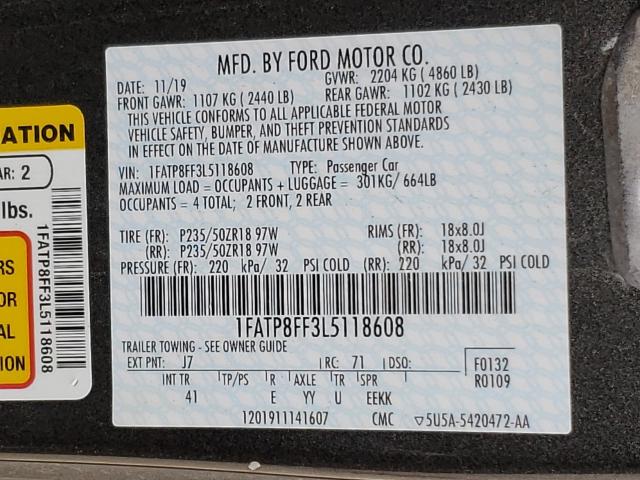 MFD. BY FORD MOTOR CO.
DATE: 11/19 GVWR: 2204 KG ( 4860 LB)
FRONT GAWR: 1107 KG ( 2440 LB) REAR GAWR: 1102 KG ( 2430 LB)
THIS VEHICLE CONFORMS TO ALL APPLICABLE FEDERAL MOTOR
VEHICLE SAFETY, BUMPER, AND THEFT PREVENTION STANDARDS
IN EFFECT ON THE DATE OF MANUFACTURE SHOWN ABOVE.
VIN: 1FATP8FF3L5118608 TYPE: Passenger Car
MAXIMUM LOAD = OCCUPANTS + LUGGAGE = 301KG/ 664LB
OCCUPANTS = 4 TOTAL; 2 FRONT, 2 REAR
TIRE (FR): P235/50ZR18 97W RIMS (FR): 18x8.0J
(RR): P235/50ZR18 97W (RR): 18x8.0J
PRESSURE (FR): 220 kPa/ 32 PSI COLD (RR): 220 kPa/ 32 PSI COLD
1FATP8FF3L5118608
TRAILER TOWING - SEE OWNER GUIDE
EXT PNT: J7 RC: 71 DSO: F0132
R0109
INT TR TP/PS R AXLE TR SPR
41 E YY U EEKK
1201911141607 CMC ▽5U5A-5420472-AA
ATION
AR: 2
lbs.
RS
OR
AL
ATION
1FATP8FF3L5118608